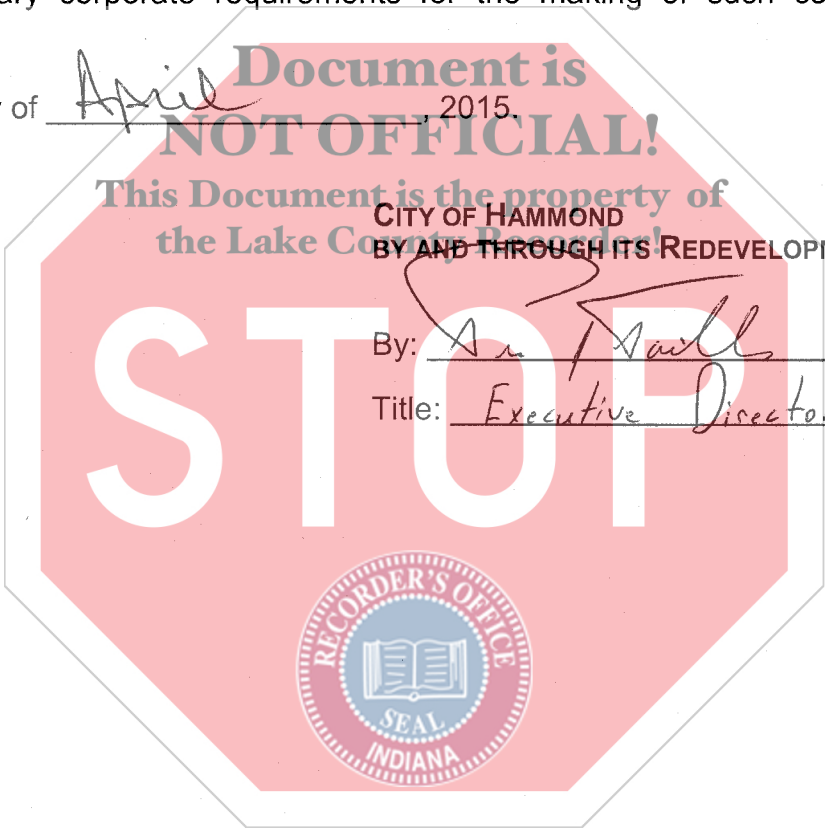 ary corporate requirements for the making of such
Document is
of April, 2015.
NOT OFFICIAL!
This Document is the property of
the Lake County Recorder!
CITY OF HAMMOND
BY AND THROUGH ITS REDEVELOP
By:
Title: Executive Director
STOP
RECORDER'S OFFICE
SEAL
INDIANA